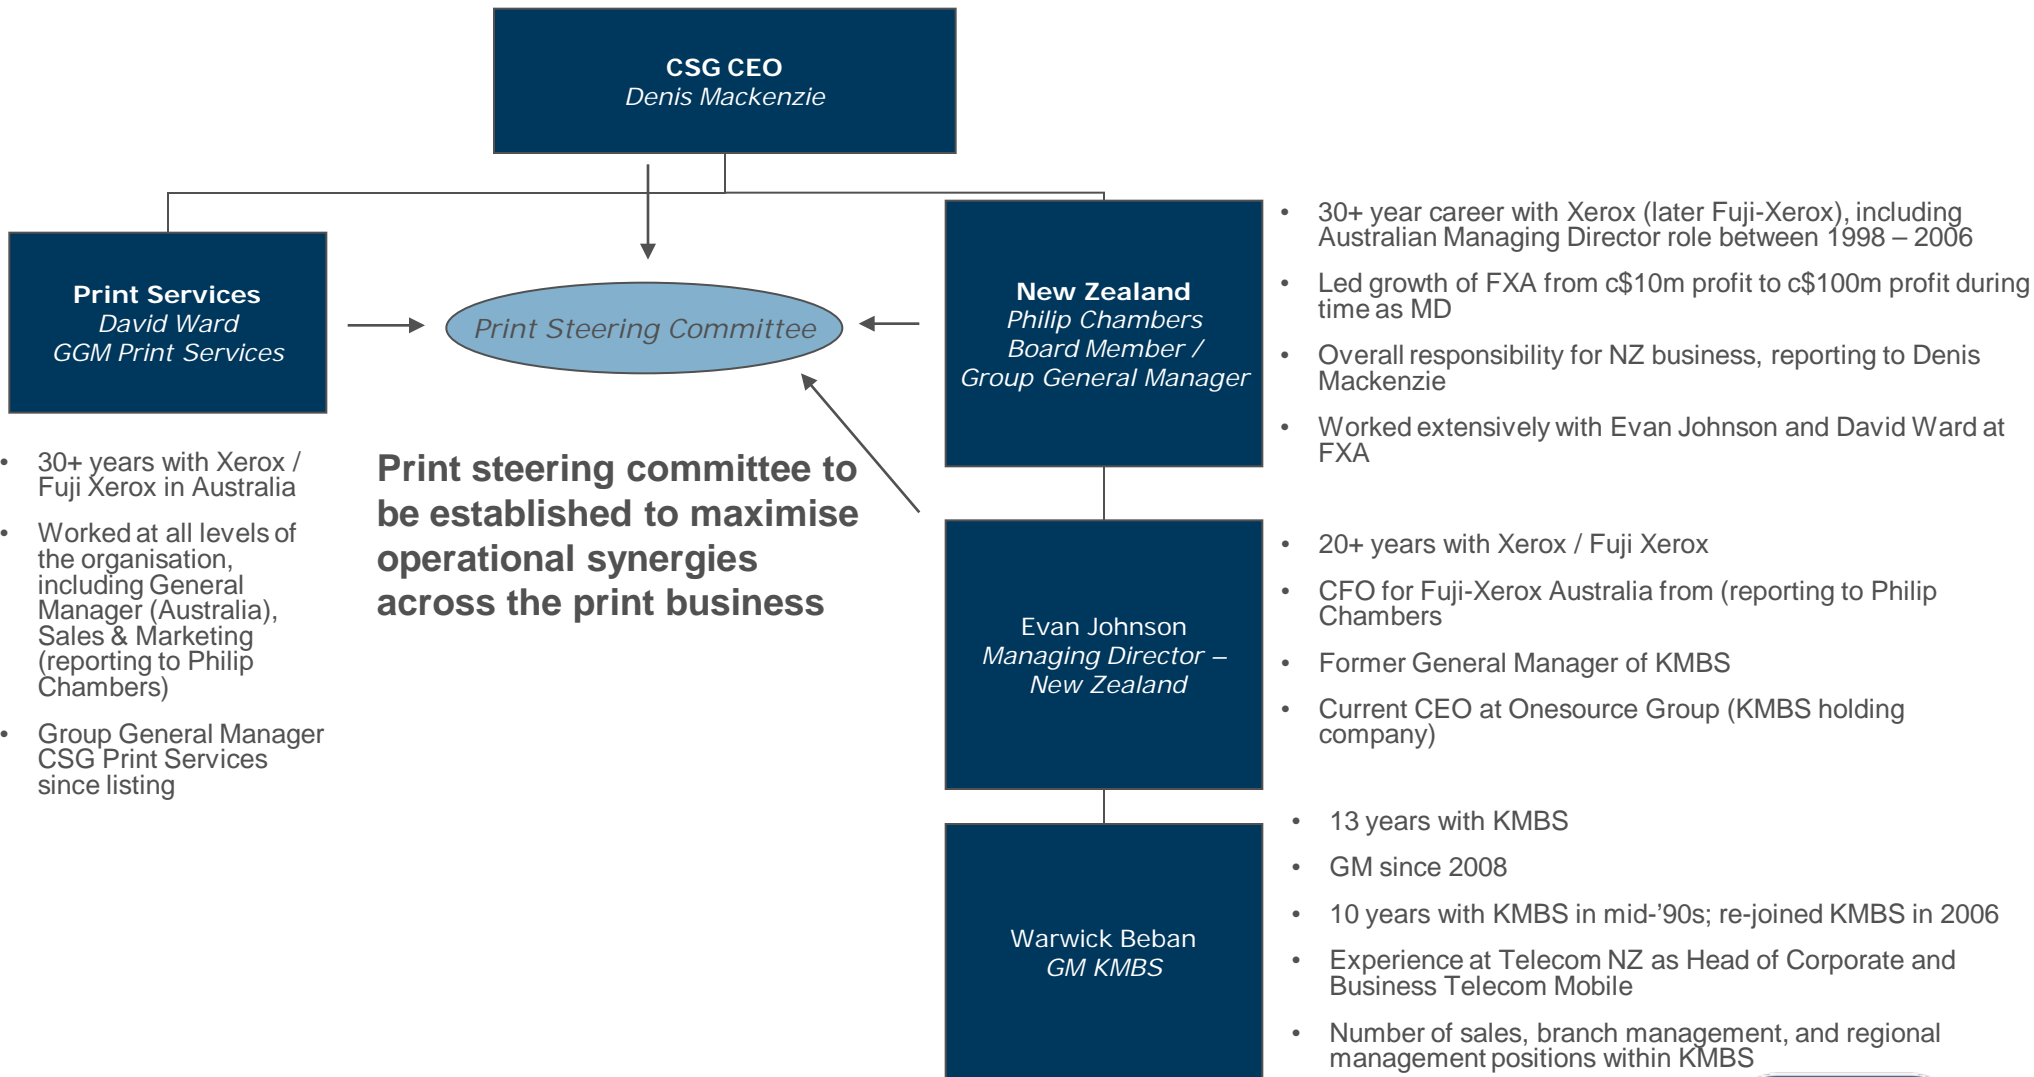 CSG CEO
Denis Mackenzie
Print Services
David Ward
GGM Print Services
Print Steering Committee
New Zealand
Philip Chambers
Board Member /
Group General Manager
• 30+ year career with Xerox (later Fuji-Xerox), including
Australian Managing Director role between 1998 – 2006
• Led growth of FXA from c$10m profit to c$100m profit during
time as MD
• Overall responsibility for NZ business, reporting to Denis
Mackenzie
• Worked extensively with Evan Johnson and David Ward at
FXA
• 30+ years with Xerox /
Fuji Xerox in Australia
• Worked at all levels of
the organisation,
including General
Manager (Australia),
Sales & Marketing
(reporting to Philip
Chambers)
• Group General Manager
CSG Print Services
since listing
Print steering committee to
be established to maximise
operational synergies
across the print business
Evan Johnson
Managing Director –
New Zealand
• 20+ years with Xerox / Fuji Xerox
• CFO for Fuji-Xerox Australia from (reporting to Philip
Chambers
• Former General Manager of KMBS
• Current CEO at Onesource Group (KMBS holding
company)
Warwick Beban
GM KMBS
• 13 years with KMBS
• GM since 2008
• 10 years with KMBS in mid-’90s; re-joined KMBS in 2006
• Experience at Telecom NZ as Head of Corporate and
Business Telecom Mobile
• Number of sales, branch management, and regional
management positions within KMBS